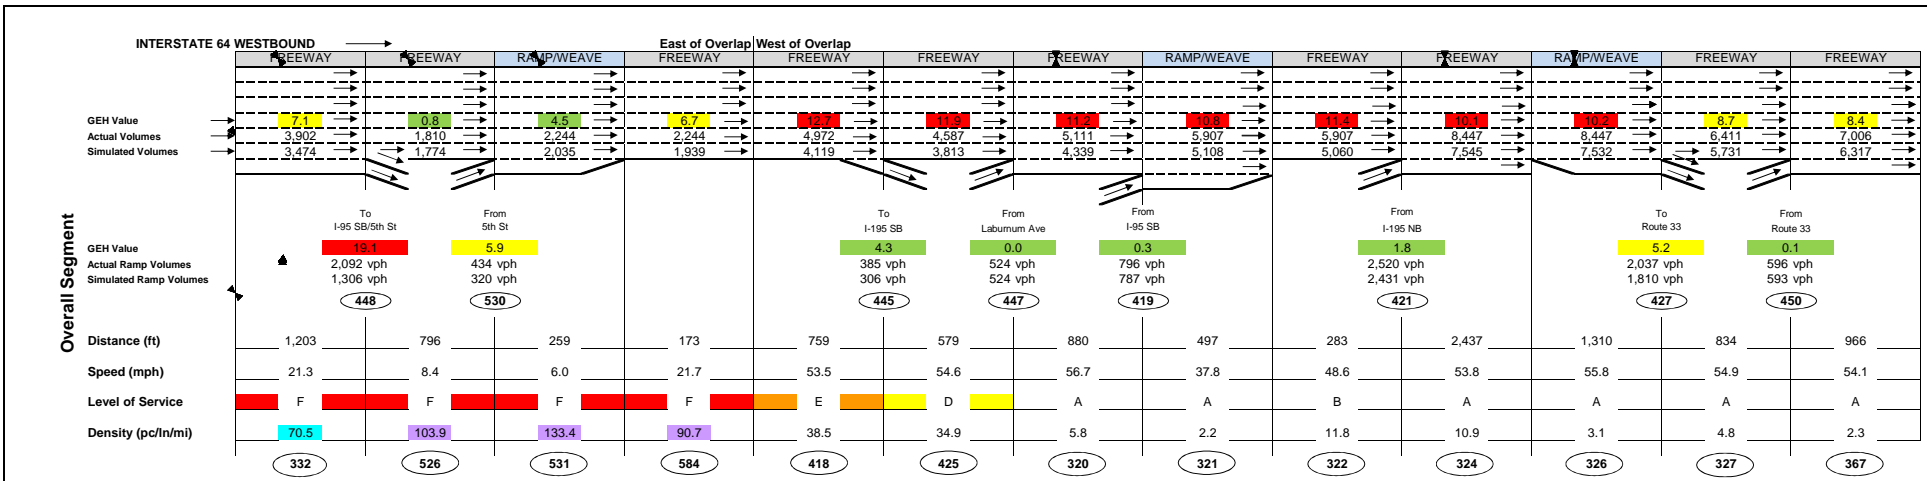 INTERSTATE 64 WESTBOUND East of Overlap West of Overlap
FREEWAY FREEWAY RAMP/WEAVE FREEWAY FREEWAY FREEWAY FREEWAY RAMP/WEAVE FREEWAY FREEWAY RAMP/WEAVE FREEWAY FREEWAY
GEH Value 7.1 0.8 4.5 6.7 12.7 11.9 11.2 10.8 11.4 10.1 10.2 8.7 8.4
Actual Volumes 3,902 1,810 2,244 2,244 4,972 4,587 5,111 5,907 5,907 8,447 8,447 6,411 7,006
Simulated Volumes 3,474 1,774 2,035 1,939 4,119 3,813 4,339 5,108 5,060 7,545 7,532 5,731 6,317
To From To From From From To From
I-95 SB/5th St 5th St I-195 SB Laburnum Ave I-95 SB I-195 NB Route 33 Route 33
GEH Value 19.1 5.9 4.3 0.0 0.3 1.8 5.2 0.1
Actual Ramp Volumes 2,092 vph 434 vph 385 vph 524 vph 796 vph 2,520 vph 2,037 vph 596 vph
Simulated Ramp Volumes 1,306 vph 320 vph 306 vph 524 vph 787 vph 2,431 vph 1,810 vph 593 vph
448 530 445 447 419 421 427 450
Overall Segment
Distance (ft) 1,203 796 259 173 759 579 880 497 283 2,437 1,310 834 966
Speed (mph) 21.3 8.4 6.0 21.7 53.5 54.6 56.7 37.8 48.6 53.8 55.8 54.9 54.1
Level of Service F F F F E D A A B A A A A
Density (pc/ln/mi) 70.5 103.9 133.4 90.7 38.5 34.9 5.8 2.2 11.8 10.9 3.1 4.8 2.3
332 526 531 584 418 425 320 321 322 324 326 327 367